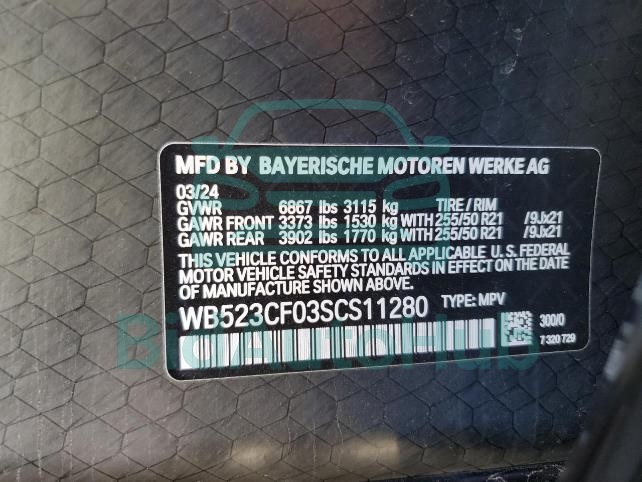 MFD BY BAYERISCHE MOTOREN WERKE AG
03/24
GVWR 6867 lbs 3115 kg TIRE / RIM
GAWR FRONT 3373 lbs 1530 kg WITH 255/50 R21 /9Jx21
GAWR REAR 3902 lbs 1770 kg WITH 255/50 R21 /9Jx21
THIS VEHICLE CONFORMS TO ALL APPLICABLE U.S. FEDERAL
MOTOR VEHICLE SAFETY STANDARDS IN EFFECT ON THE DATE
OF MANUFACTURE SHOWN ABOVE.
WB523CF03SCS11280 TYPE: MPV
300/0
7 320 729
BidAutoHub